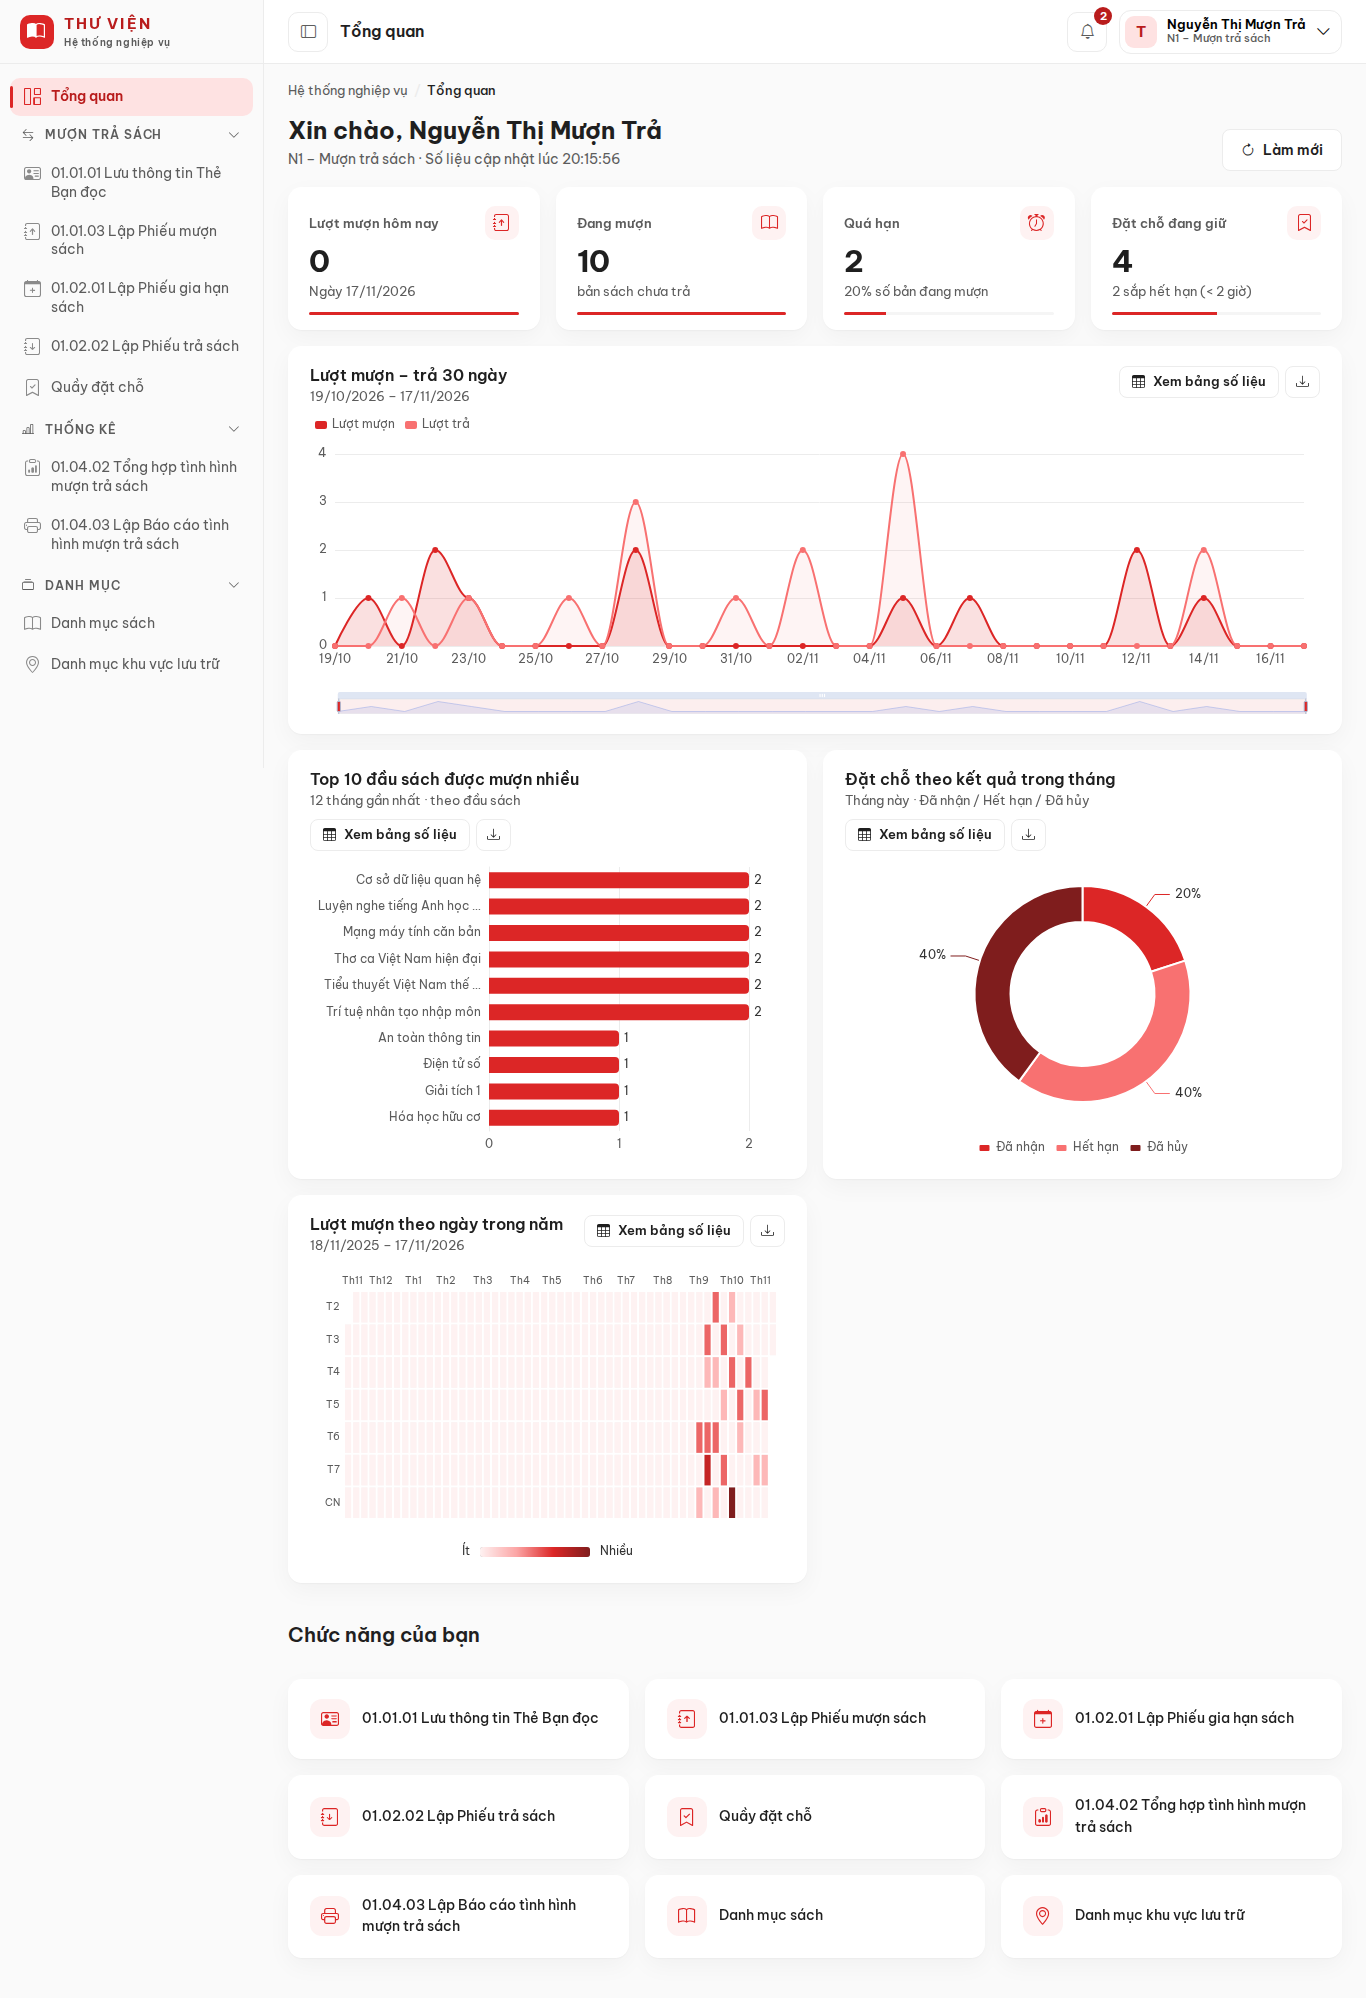 THƯ VIỆN
Hệ thống nghiệp vụ
Tổng quan
2
T
Nguyễn Thị Mượn Trả
N1 – Mượn trả sách
Tổng quan
MƯỢN TRẢ SÁCH
01.01.01 Lưu thông tin Thẻ
Bạn đọc
01.01.03 Lập Phiếu mượn
sách
01.02.01 Lập Phiếu gia hạn
sách
01.02.02 Lập Phiếu trả sách
Quầy đặt chỗ
THỐNG KÊ
01.04.02 Tổng hợp tình hình
mượn trả sách
01.04.03 Lập Báo cáo tình
hình mượn trả sách
DANH MỤC
Danh mục sách
Danh mục khu vực lưu trữ
Hệ thống nghiệp vụ / Tổng quan
Xin chào, Nguyễn Thị Mượn Trả
N1 – Mượn trả sách · Số liệu cập nhật lúc 20:15:56
Làm mới
Lượt mượn hôm nay
0
Ngày 17/11/2026
Đang mượn
10
bản sách chưa trả
Quá hạn
2
20% số bản đang mượn
Đặt chỗ đang giữ
4
2 sắp hết hạn (< 2 giờ)
Lượt mượn – trả 30 ngày
19/10/2026 – 17/11/2026
Xem bảng số liệu
Lượt mượn Lượt trả
4
3
2
1
0
19/10 21/10 23/10 25/10 27/10 29/10 31/10 02/11 04/11 06/11 08/11 10/11 12/11 14/11 16/11
Top 10 đầu sách được mượn nhiều
12 tháng gần nhất · theo đầu sách
Xem bảng số liệu
Cơ sở dữ liệu quan hệ 2
Luyện nghe tiếng Anh học ... 2
Mạng máy tính căn bản 2
Thơ ca Việt Nam hiện đại 2
Tiểu thuyết Việt Nam thế ... 2
Trí tuệ nhân tạo nhập môn 2
An toàn thông tin 1
Điện tử số 1
Giải tích 1 1
Hóa học hữu cơ 1
0 1 2
Đặt chỗ theo kết quả trong tháng
Tháng này · Đã nhận / Hết hạn / Đã hủy
Xem bảng số liệu
20%
40%
40%
Đã nhận Hết hạn Đã hủy
Lượt mượn theo ngày trong năm
18/11/2025 – 17/11/2026
Xem bảng số liệu
Th11 Th12 Th1 Th2 Th3 Th4 Th5 Th6 Th7 Th8 Th9 Th10 Th11
T2
T3
T4
T5
T6
T7
CN
Ít Nhiều
Chức năng của bạn
01.01.01 Lưu thông tin Thẻ Bạn đọc
01.01.03 Lập Phiếu mượn sách
01.02.01 Lập Phiếu gia hạn sách
01.02.02 Lập Phiếu trả sách
Quầy đặt chỗ
01.04.02 Tổng hợp tình hình mượn
trả sách
01.04.03 Lập Báo cáo tình hình
mượn trả sách
Danh mục sách
Danh mục khu vực lưu trữ